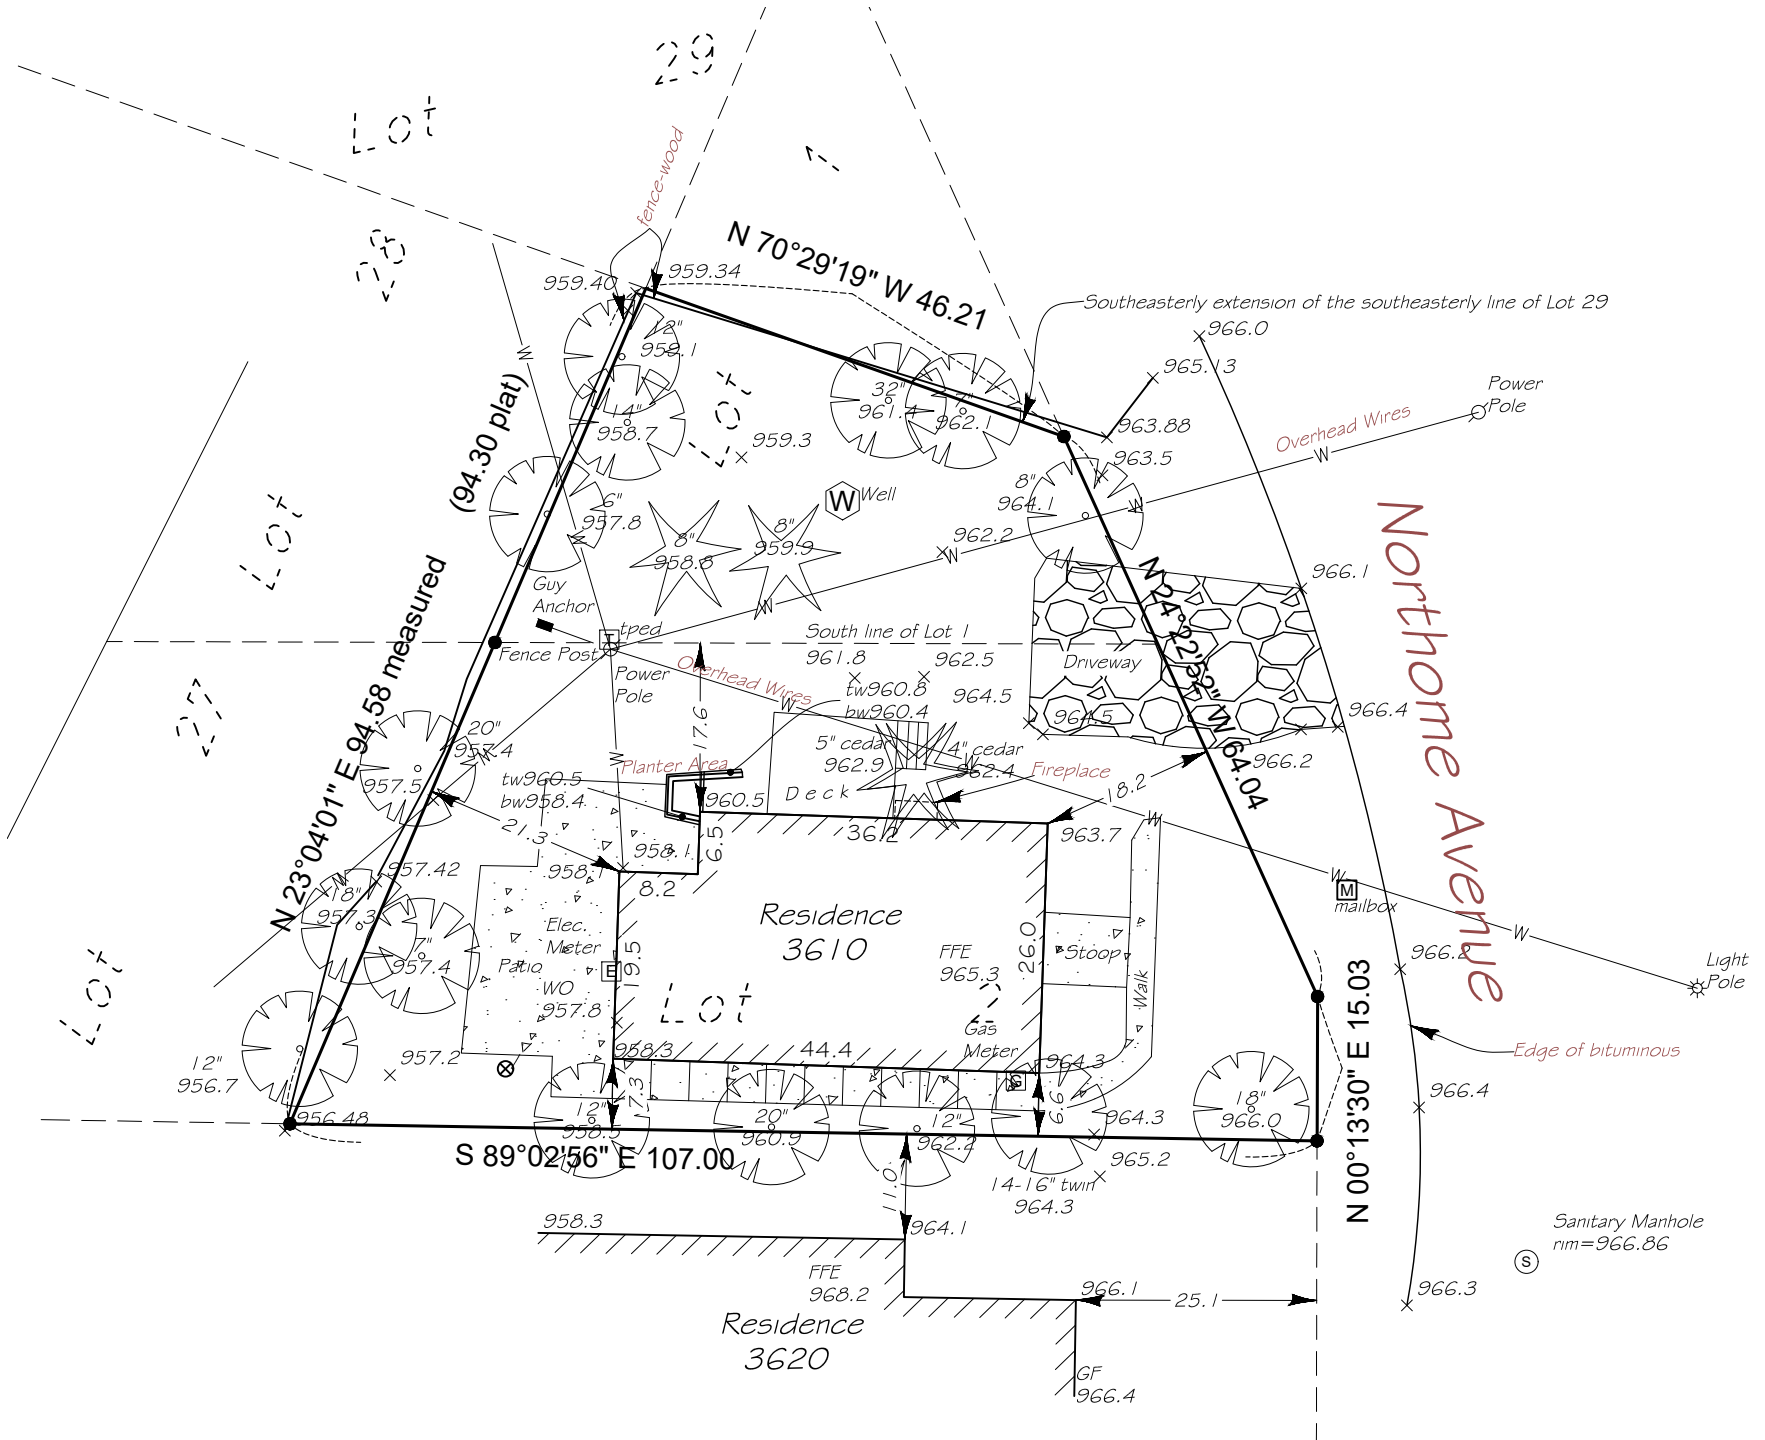 29
Lot
fence-wood
1
28
N 70°29'19" W 46.21
959.34
959.40
Southeasterly extension of the southeasterly line of Lot 29
966.0
12"
959.1
965.13
Power
Pole
(94.30 plat)
Lot
14"
958.7
32"
961.4
7"
962.1
963.88
Overhead Wires
W
959.3
963.5
W
8"
964.1
W
Well
6"
957.8
W
Northome Avenue
Lot
8"
958.8
8"
959.9
962.2
W
W
W
N 24°22'52" W 64.04
966.1
Guy
Anchor
W
tped
T
South line of Lot 1
Fence Post
Power
Pole
Overhead Wires
961.8
962.5
Driveway
N 23°04'01" E 94.58 measured
27
17.6
tw960.8
bw960.4
964.5
964.5
966.4
W
20"
957.4
957.5
W
W
Planter Area
5" cedar
962.9
4" cedar
962.4
W
Fireplace
966.2
tw960.5
bw958.4
960.5
Deck
18.2
21.3
36.2
963.7
W
958.1
958.1
6.5
8.2
957.42
W
18"
957.3
W
M
mailbox
Residence
3610
Elec.
Meter
Patio
E
19.5
FFE
965.3
26.0
Stoop
Walk
7"
957.4
WO
957.8
Lot
2
966.2
W
Light
Pole
Lot
Gas
Meter
G
958.3
44.4
964.3
N 00°13'30" E 15.03
Edge of bituminous
12"
956.7
957.2
956.48
7.3
6.6
12"
958.5
20"
960.9
12"
962.2
964.3
18"
966.0
966.4
S 89°02'56" E 107.00
965.2
14-16" twin
964.3
11.0
958.3
964.1
Sanitary Manhole
rim=966.86
S
FFE
968.2
966.1
25.1
966.3
Residence
3620
GF
966.4